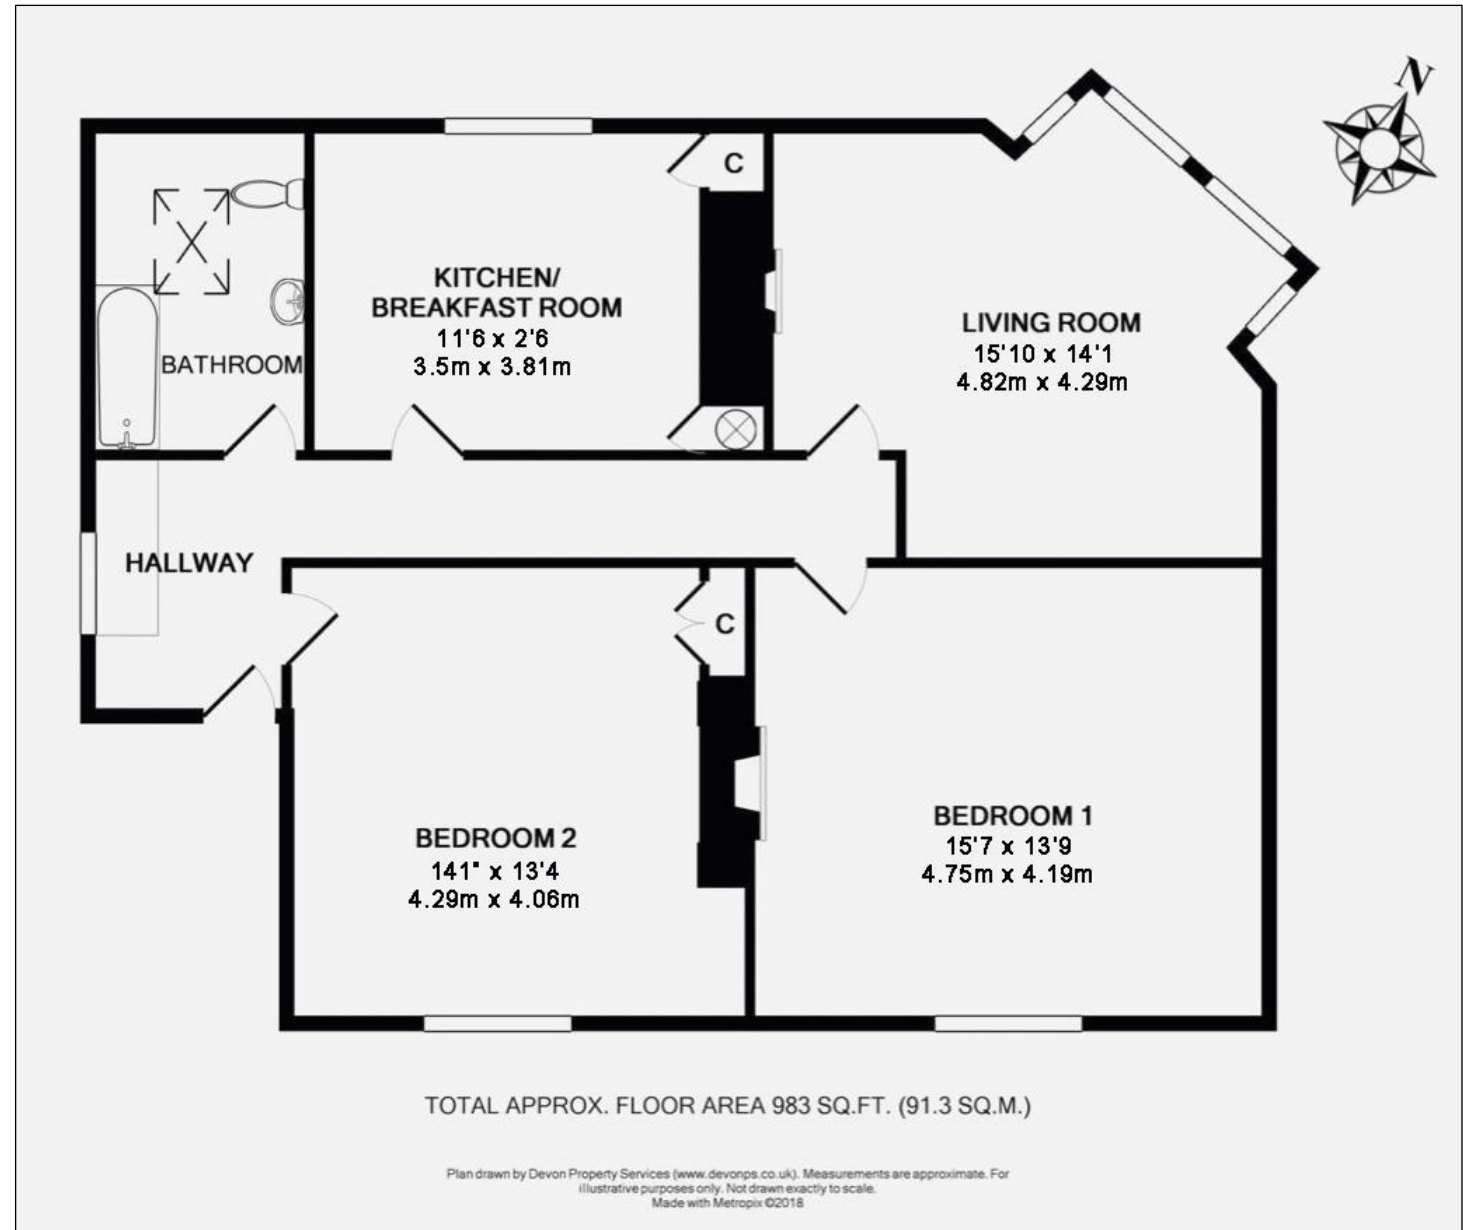 N
C
KITCHEN/
BREAKFAST ROOM
11'6 x 2'6
3.5m x 3.81m
LIVING ROOM
15'10 x 14'1
4.82m x 4.29m
BATHROOM
HALLWAY
C
BEDROOM 2
141" x 13'4
4.29m x 4.06m
BEDROOM 1
15'7 x 13'9
4.75m x 4.19m
TOTAL APPROX. FLOOR AREA 983 SQ.FT. (91.3 SQ.M.)
Plan drawn by Devon Property Services (www.devonps.co.uk). Measurements are approximate. For
illustrative purposes only. Not drawn exactly to scale.
Made with Metropix ©2018